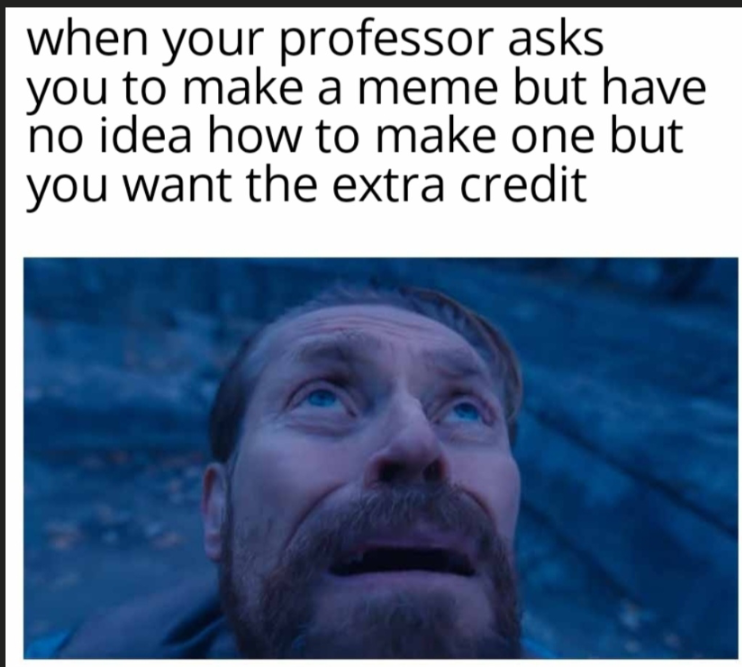 when your professor asks
you to make a meme but have
no idea how to make one but
you want the extra credit